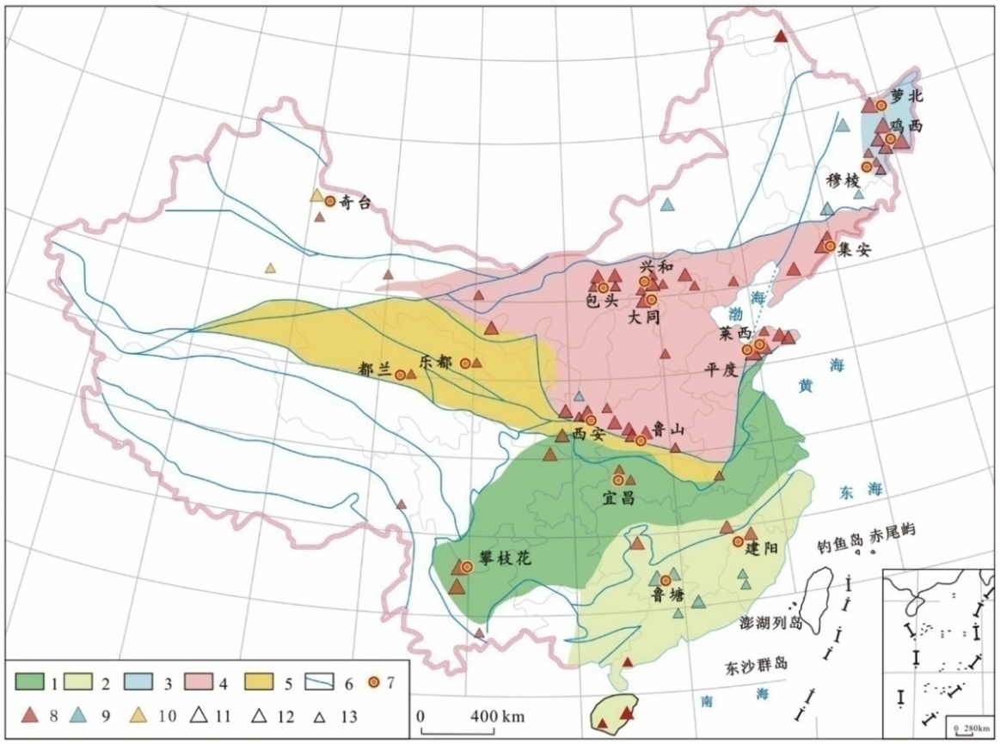 萝北
鸡西
穆棱
奇台
集安
兴和
包头
大同
渤
海
莱西
平度
黄
海
都兰
乐都
西安
鲁山
宜昌
东
海
钓鱼岛
赤尾屿
建阳
攀枝花
鲁塘
澎湖列岛
东沙群岛
南
海
1 2 3 4 5 6 7
8 9 10 11 12 13
0 400 km
0 280km